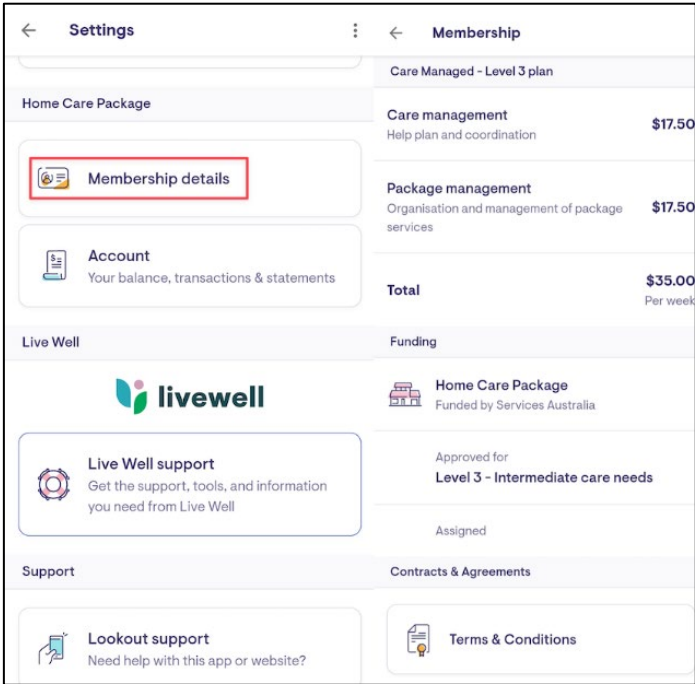 Settings
Home Care Package
Membership details
Account
Your balance, transactions & statements
Live Well
livewell
Live Well support
Get the support, tools, and information
you need from Live Well
Support
Lookout support
Need help with this app or website?
Membership
Care Managed - Level 3 plan
Care management
Help plan and coordination
$17.50
Package management
Organisation and management of package
services
$17.50
Total
$35.00
Per week
Funding
Home Care Package
Funded by Services Australia
Approved for
Level 3 - Intermediate care needs
Assigned
Contracts & Agreements
Terms & Conditions